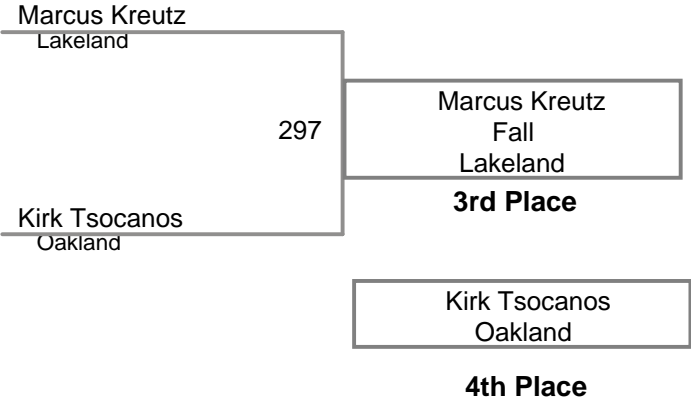 Marcus Kreutz
Lakeland
297
Marcus Kreutz
Fall
Lakeland
3rd Place
Kirk Tsocanos
Oakland
Kirk Tsocanos
Oakland
4th Place